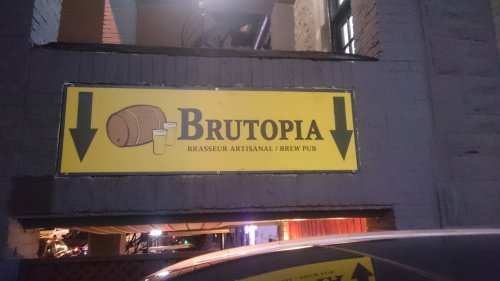 BRUTOPIA
BRASSEUR ARTISANAL / BREW PUB